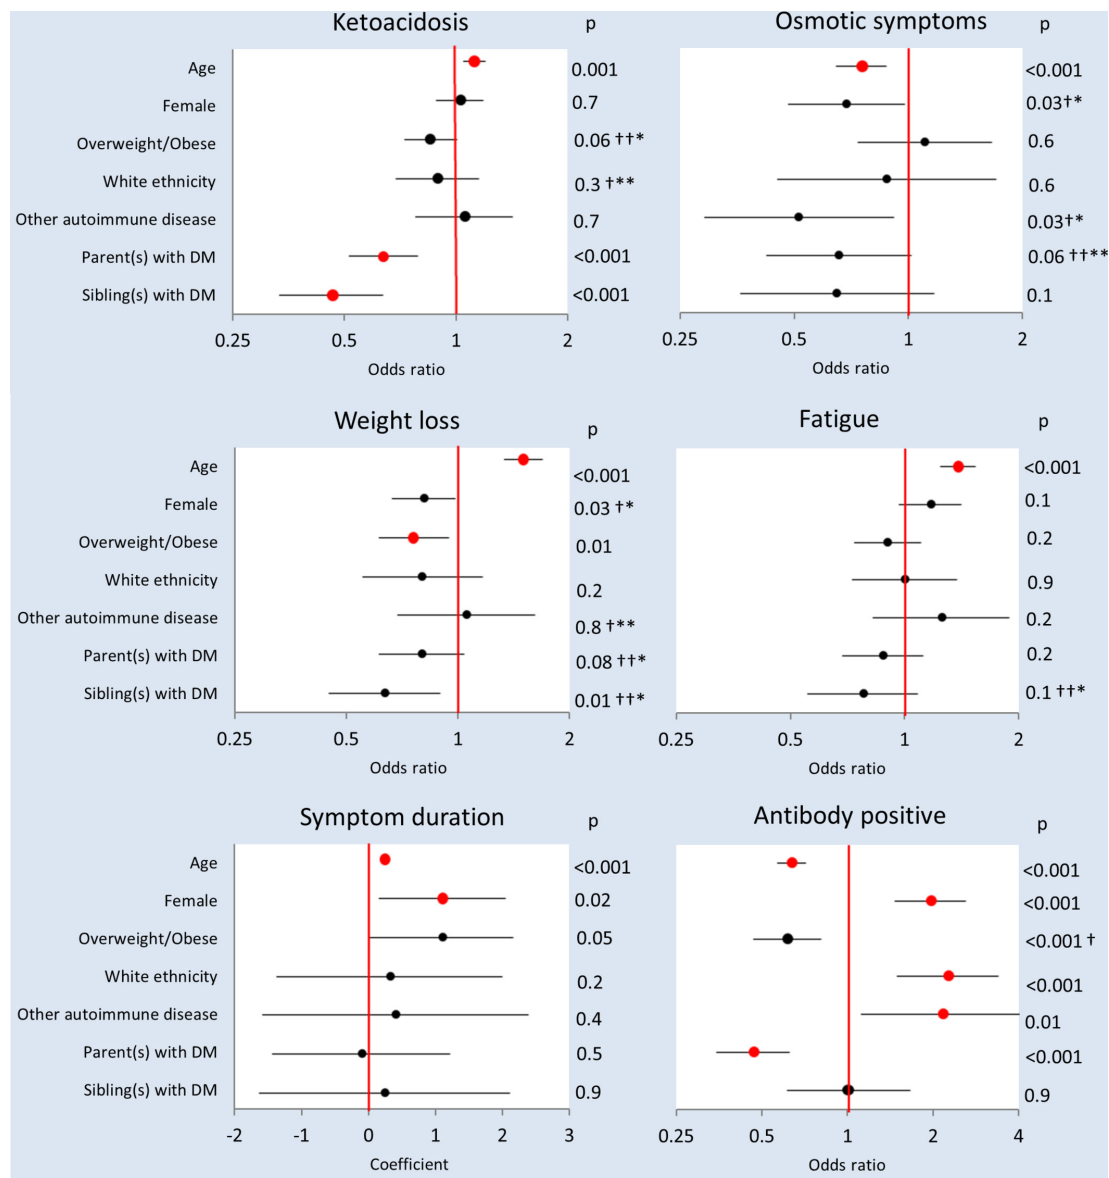 Ketoacidosis p
Age 0.001
Female 0.7
Overweight/Obese 0.06 ††*
White ethnicity 0.3 †**
Other autoimmune disease 0.7
Parent(s) with DM <0.001
Sibling(s) with DM <0.001
0.25 0.5 1 2
Odds ratio
Osmotic symptoms p
<0.001
0.03†*
0.6
0.6
0.03†*
0.06 ††**
0.1
0.25 0.5 1 2
Odds ratio
Weight loss p
Age <0.001
Female 0.03 †*
Overweight/Obese 0.01
White ethnicity 0.2
Other autoimmune disease 0.8 †**
Parent(s) with DM 0.08 ††*
Sibling(s) with DM 0.01 ††*
0.25 0.5 1 2
Odds ratio
Fatigue p
<0.001
0.1
0.2
0.9
0.2
0.2
0.1 ††*
0.25 0.5 1 2
Odds ratio
Symptom duration p
Age <0.001
Female 0.02
Overweight/Obese 0.05
White ethnicity 0.2
Other autoimmune disease 0.4
Parent(s) with DM 0.5
Sibling(s) with DM 0.9
-2 -1 0 1 2 3
Coefficient
Antibody positive p
<0.001
<0.001
<0.001 †
<0.001
0.01
<0.001
0.9
0.25 0.5 1 2 4
Odds ratio